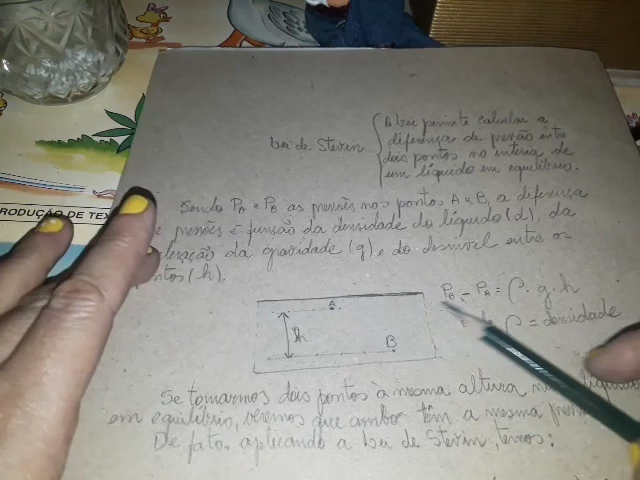 A Lei permite calcular a
Lei de Stevin { diferença de pressão entre
dois pontos no interior de
um líquido em equilíbrio.
Sendo PA e PB as pressões nos pontos A e B, a diferença
e pressões é função da densidade do líquido (d), da
celeração da gravidade (g) e do desnível entre os
pontos (h).
PB - PA = ρ · g · h
A
h
B
ρ = densidade
Se tomarmos dois pontos à mesma altura
em equilíbrio, veremos que ambos têm a mesma
De fato, aplicando a Lei de Stevin, temos:
RODUÇÃO DE TEX